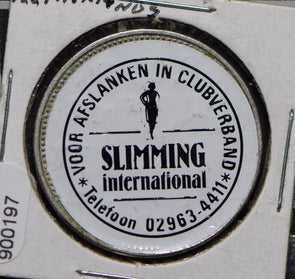 VOOR AFSLANKEN IN CLUBVERBAND
SLIMMING
international
* Telefoon 02963-4411 *
900197